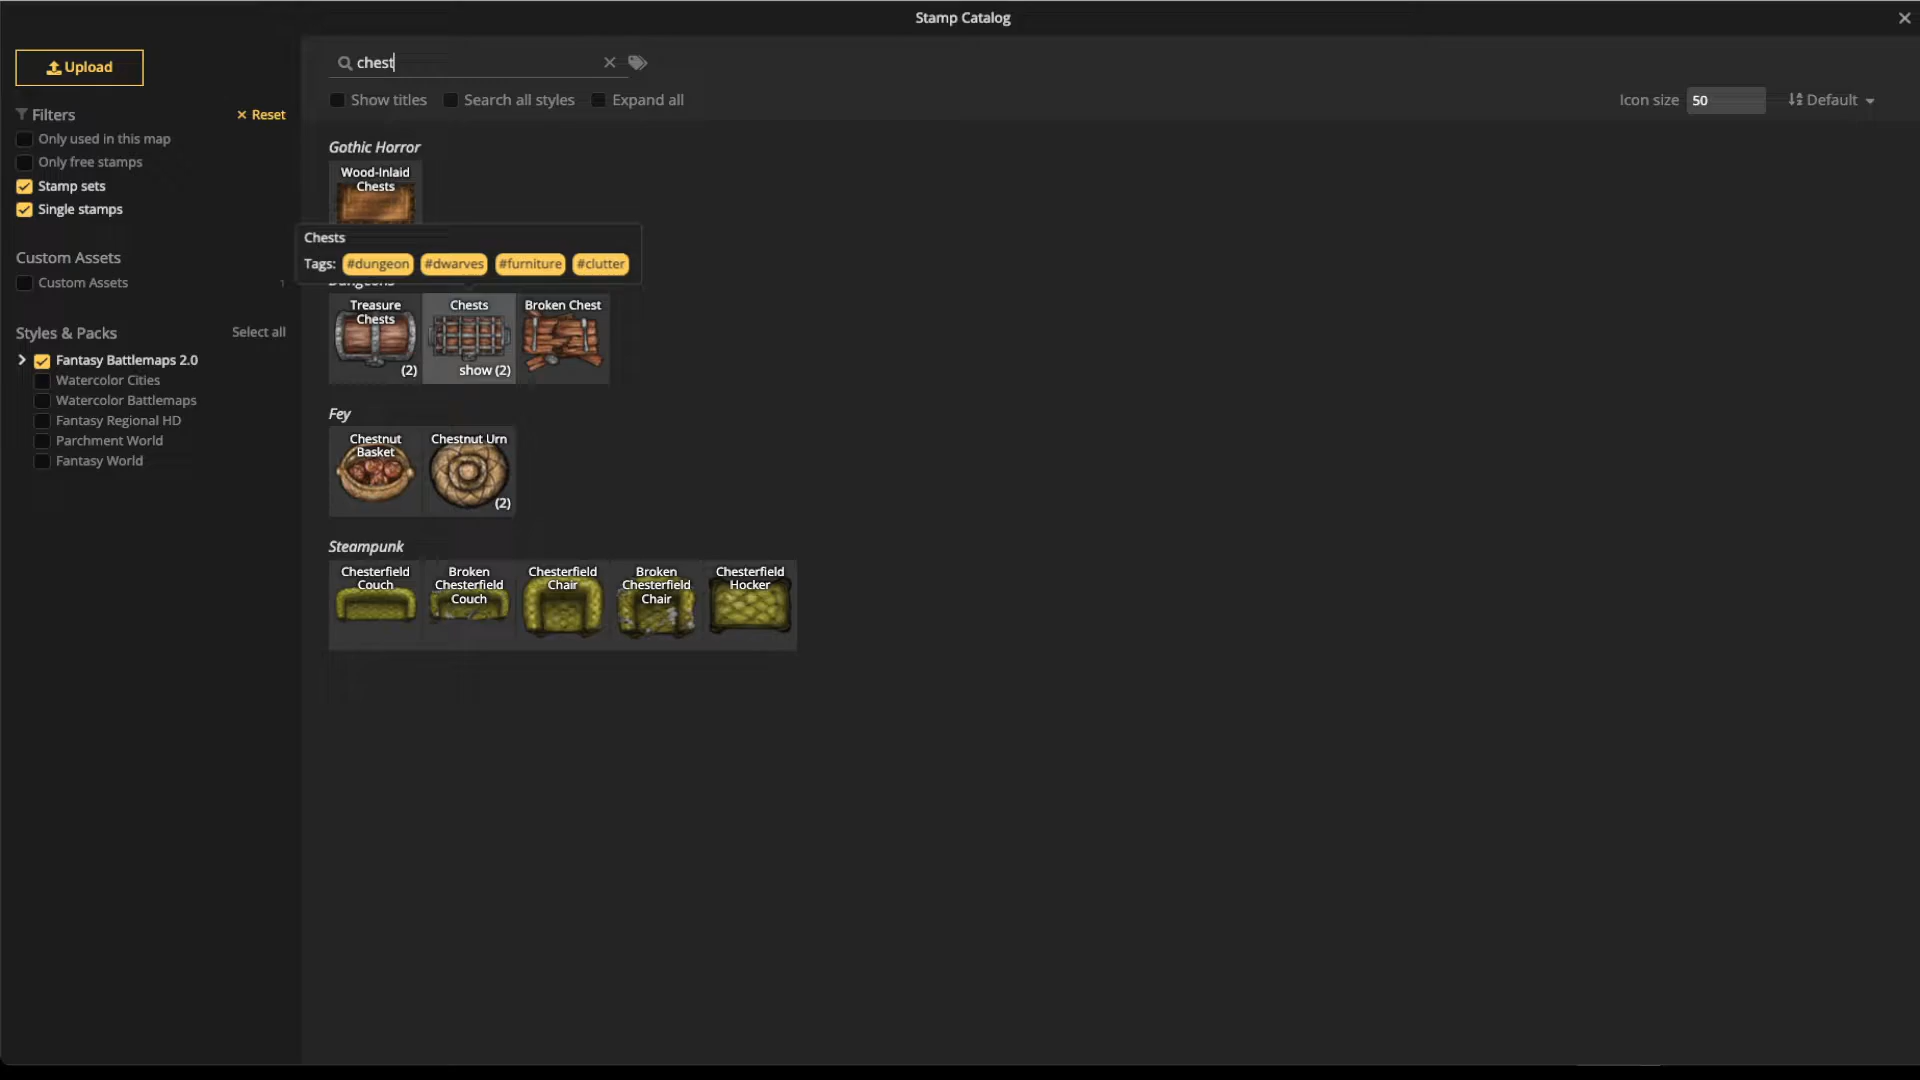 Stamp Catalog
Upload
chest
Filters
Reset
Show titles
Search all styles
Expand all
Icon size
50
Default
Only used in this map
Only free stamps
Stamp sets
Single stamps
Custom Assets
Custom Assets
1
Styles & Packs
Select all
Fantasy Battlemaps 2.0
Watercolor Cities
Watercolor Battlemaps
Fantasy Regional HD
Parchment World
Fantasy World
Gothic Horror
Wood-Inlaid
Chests
Chests
Tags: #dungeon #dwarves #furniture #clutter
Dungeons
Treasure
Chests
(2)
Chests
show (2)
Broken Chest
Fey
Chestnut
Basket
Chestnut Urn
(2)
Steampunk
Chesterfield
Couch
Broken
Chesterfield
Couch
Chesterfield
Chair
Broken
Chesterfield
Chair
Chesterfield
Hocker